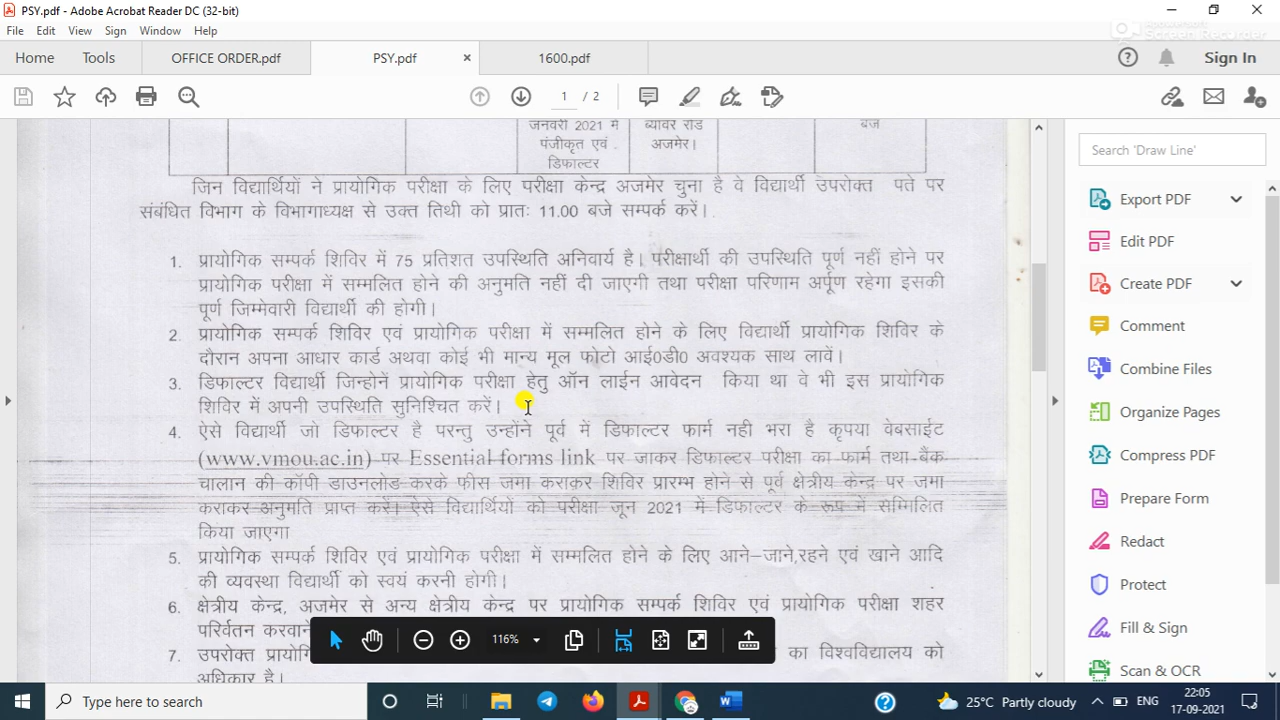 PSY.pdf - Adobe Acrobat Reader DC (32-bit)
File Edit View Sign Window Help
Screen Recorder
Home Tools OFFICE ORDER.pdf PSY.pdf × 1600.pdf Sign In
1 / 2
जनवरी 2021 में ब्यावर रोड बजे
पंजीकृत एवं अजमेर।
डिफाल्टर
जिन विद्यार्थियों ने प्रायोगिक परीक्षा के लिए परीक्षा केन्द्र अजमेर चुना है वे विद्यार्थी उपरोक्त पते पर
संबंधित विभाग के विभागाध्यक्ष से उक्त तिथी को प्रातः 11.00 बजे सम्पर्क करें।
1. प्रायोगिक सम्पर्क शिविर में 75 प्रतिशत उपस्थिति अनिवार्य है। परीक्षार्थी की उपस्थिति पूर्ण नहीं होने पर
प्रायोगिक परीक्षा में सम्मलित होने की अनुमति नहीं दी जाएगी तथा परीक्षा परिणाम अर्पूण रहेगा इसकी
पूर्ण जिम्मेवारी विद्यार्थी की होगी।
2. प्रायोगिक सम्पर्क शिविर एवं प्रायोगिक परीक्षा में सम्मलित होने के लिए विद्यार्थी प्रायोगिक शिविर के
दौरान अपना आधार कार्ड अथवा कोई भी मान्य मूल फोटो आई0डी0 अवश्यक साथ लावें।
3. डिफाल्टर विद्यार्थी जिन्होनें प्रायोगिक परीक्षा हेतु ऑन लाईन आवेदन किया था वे भी इस प्रायोगिक
शिविर में अपनी उपस्थिति सुनिश्चित करें।
4. ऐसे विद्यार्थी जो डिफाल्टर है परन्तु उन्होंने पूर्व में डिफाल्टर फार्म नही भरा है कृपया वेबसाईट
(www.vmou.ac.in) पर Essential forms link पर जाकर डिफाल्टर परीक्षा का फार्म तथा बैंक
चालान की कॉपी डाउनलोड करके फीस जमा कराकर शिविर प्रारम्भ होने से पूर्व क्षेत्रीय केन्द्र पर जमा
कराकर अनुमति प्राप्त करें। ऐसे विद्यार्थियों को परीक्षा जून 2021 में डिफाल्टर के रूप में सम्मिलित
किया जाएगा
5. प्रायोगिक सम्पर्क शिविर एवं प्रायोगिक परीक्षा में सम्मलित होने के लिए आने–जाने,रहने एवं खाने आदि
की व्यवस्था विद्यार्थी को स्वयं करनी होगी।
6. क्षेत्रीय केन्द्र, अजमेर से अन्य क्षेत्रीय केन्द्र पर प्रायोगिक सम्पर्क शिविर एवं प्रायोगिक परीक्षा शहर
परिर्वतन करवाने
7. उपरोक्त का विश्वविद्यालय को
अधिकार है।
116%
Search 'Draw Line'
Export PDF
Edit PDF
Create PDF
Comment
Combine Files
Organize Pages
Compress PDF
Prepare Form
Redact
Protect
Fill & Sign
Scan & OCR
Type here to search
25°C Partly cloudy ENG 22:05
17-09-2021